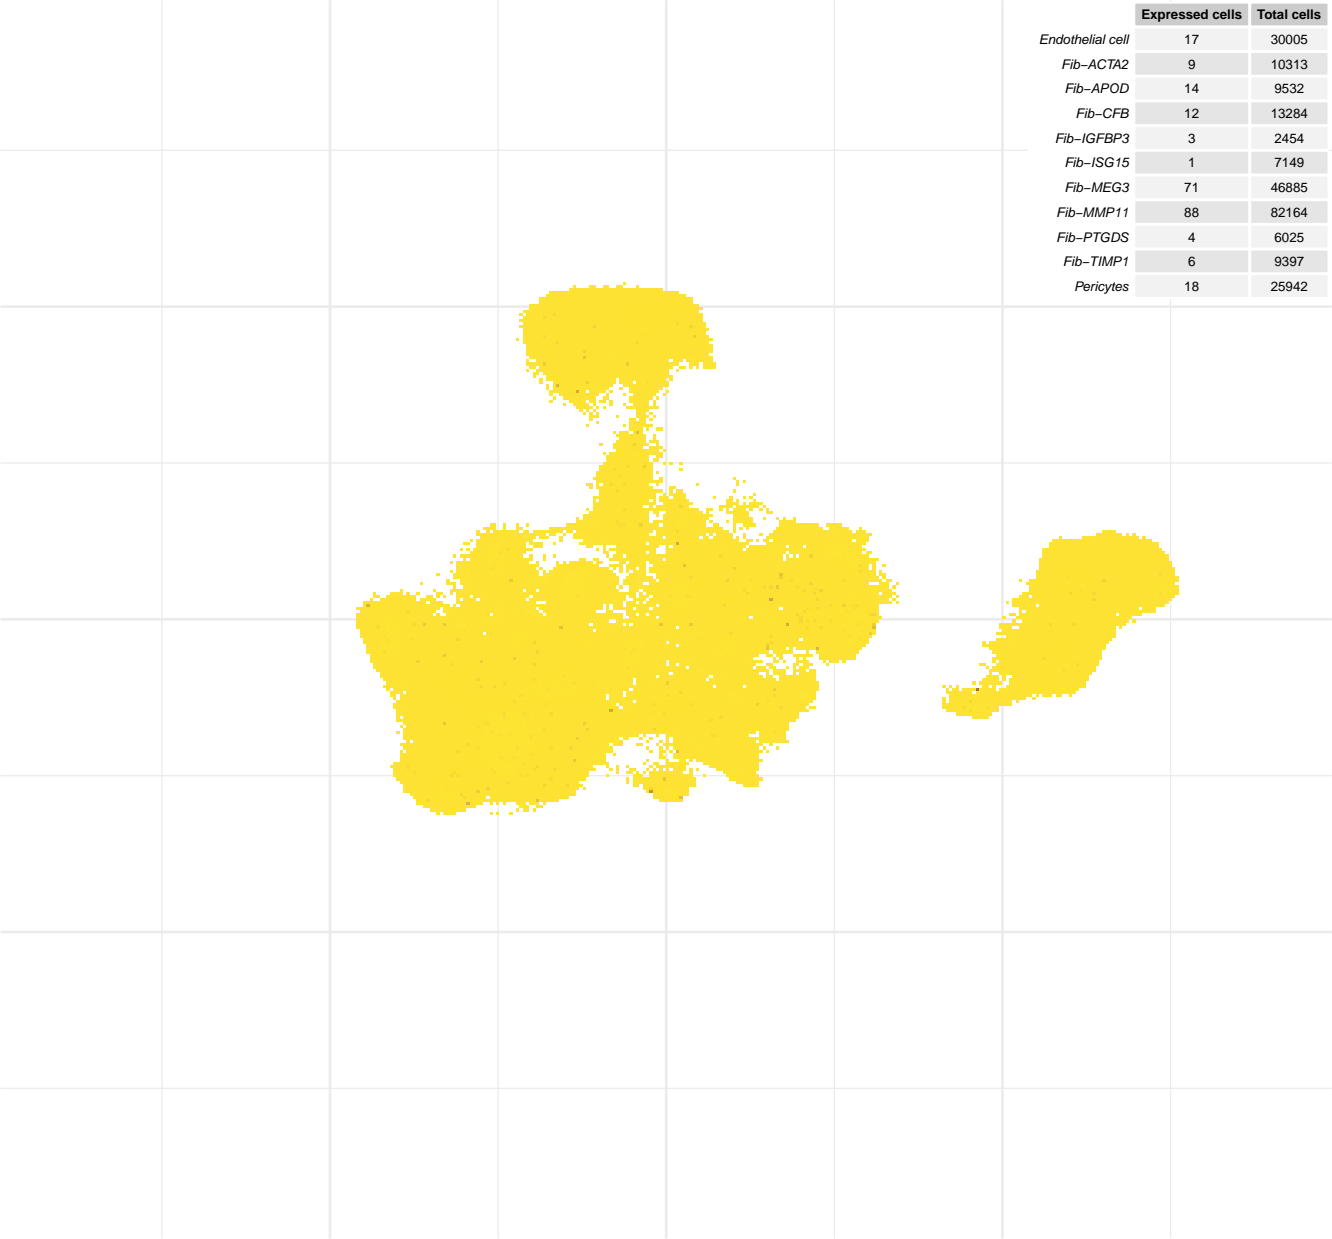 Expressed cells Total cells
Endothelial cell 17 30005
Fib−ACTA2 9 10313
Fib−APOD 14 9532
Fib−CFB 12 13284
Fib−IGFBP3 3 2454
Fib−ISG15 1 7149
Fib−MEG3 71 46885
Fib−MMP11 88 82164
Fib−PTGDS 4 6025
Fib−TIMP1 6 9397
Pericytes 18 25942